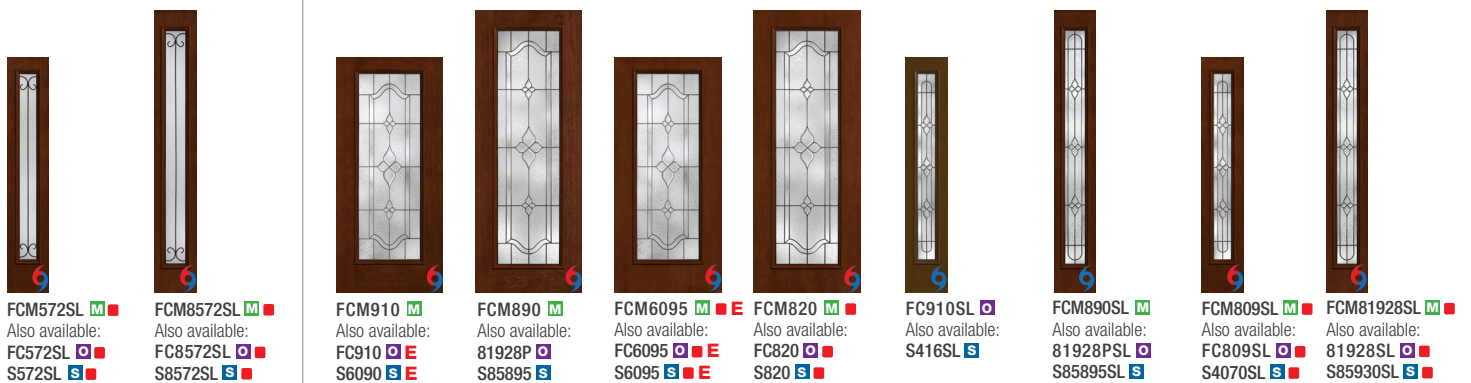 FCM572SL M
Also available:
FC572SL O
S572SL S
FCM8572SL M
Also available:
FC8572SL O
S8572SL S
FCM910 M
Also available:
FC910 O E
S6090 S E
FCM890 M
Also available:
81928P O
S85895 S
FCM6095 M E
Also available:
FC6095 O E
S6095 S E
FCM820 M
Also available:
FC820 O
S820 S
FC910SL O
Also available:
S416SL S
FCM890SL M
Also available:
81928PSL O
S85895SL S
FCM809SL M
Also available:
FC809SL O
S4070SL S
FCM81928SL M
Also available:
81928SL O
S85930SL S